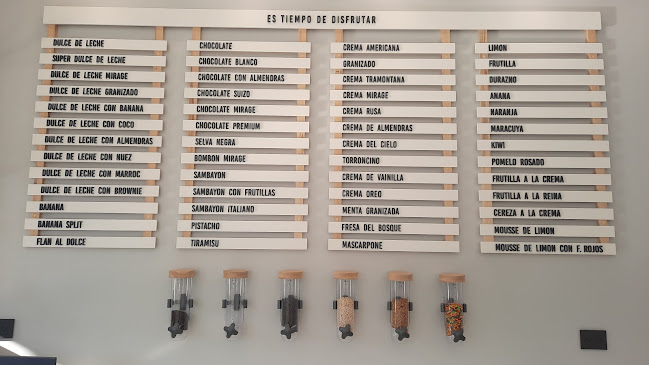 ES TIEMPO DE DISFRUTAR
DULCE DE LECHE
SUPER DULCE DE LECHE
DULCE DE LECHE MIRAGE
DULCE DE LECHE GRANIZADO
DULCE DE LECHE CON BANANA
DULCE DE LECHE CON COCO
DULCE DE LECHE CON ALMENDRAS
DULCE DE LECHE CON NUEZ
DULCE DE LECHE CON MARROC
DULCE DE LECHE CON BROWNIE
BANANA
BANANA SPLIT
FLAN AL DOLCE
CHOCOLATE
CHOCOLATE BLANCO
CHOCOLATE CON ALMENDRAS
CHOCOLATE SUIZO
CHOCOLATE MIRAGE
CHOCOLATE PREMIUM
SELVA NEGRA
BOMBON MIRAGE
SAMBAYON
SAMBAYON CON FRUTILLAS
SAMBAYON ITALIANO
PISTACHO
TIRAMISU
CREMA AMERICANA
GRANIZADO
CREMA TRAMONTANA
CREMA MIRAGE
CREMA RUSA
CREMA DE ALMENDRAS
CREMA DEL CIELO
TORRONCINO
CREMA DE VAINILLA
CREMA OREO
MENTA GRANIZADA
FRESA DEL BOSQUE
MASCARPONE
LIMON
FRUTILLA
DURAZNO
ANANA
NARANJA
MARACUYA
KIWI
POMELO ROSADO
FRUTILLA A LA CREMA
FRUTILLA A LA REINA
CEREZA A LA CREMA
MOUSSE DE LIMON
MOUSSE DE LIMON CON F. ROJOS